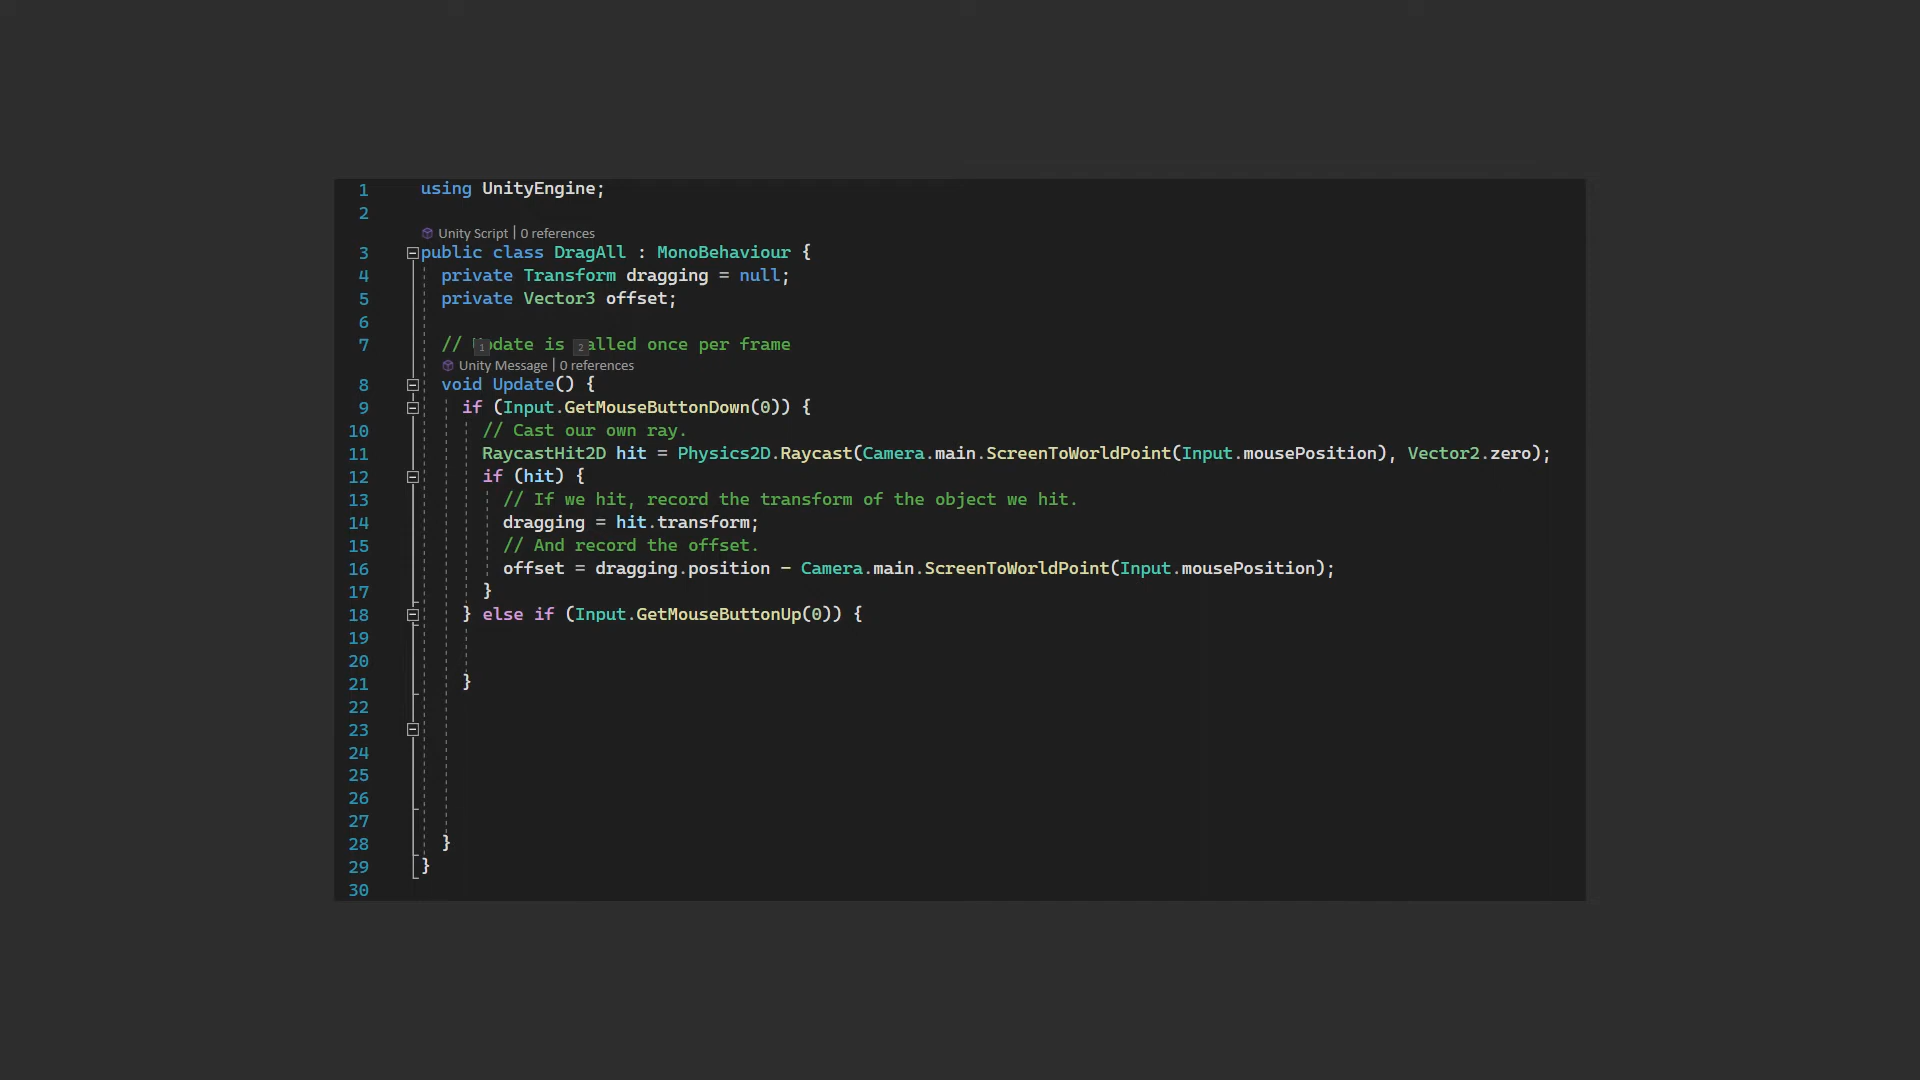 1 using UnityEngine;
2
Unity Script | 0 references
3 public class DragAll : MonoBehaviour {
4 private Transform dragging = null;
5 private Vector3 offset;
6
7 // Update is called once per frame
1 2
Unity Message | 0 references
8 void Update() {
9 if (Input.GetMouseButtonDown(0)) {
10 // Cast our own ray.
11 RaycastHit2D hit = Physics2D.Raycast(Camera.main.ScreenToWorldPoint(Input.mousePosition), Vector2.zero);
12 if (hit) {
13 // If we hit, record the transform of the object we hit.
14 dragging = hit.transform;
15 // And record the offset.
16 offset = dragging.position - Camera.main.ScreenToWorldPoint(Input.mousePosition);
17 }
18 } else if (Input.GetMouseButtonUp(0)) {
19
20
21 }
22
23
24
25
26
27
28 }
29 }
30